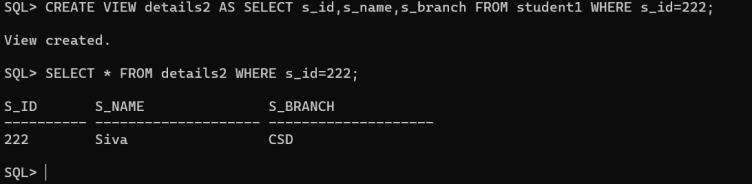 SQL> CREATE VIEW details2 AS SELECT s_id,s_name,s_branch FROM student1 WHERE s_id=222;
View created.
SQL> SELECT * FROM details2 WHERE s_id=222;
S_ID       S_NAME               S_BRANCH
---------- -------------------- --------------------
222        Siva                 CSD
SQL>